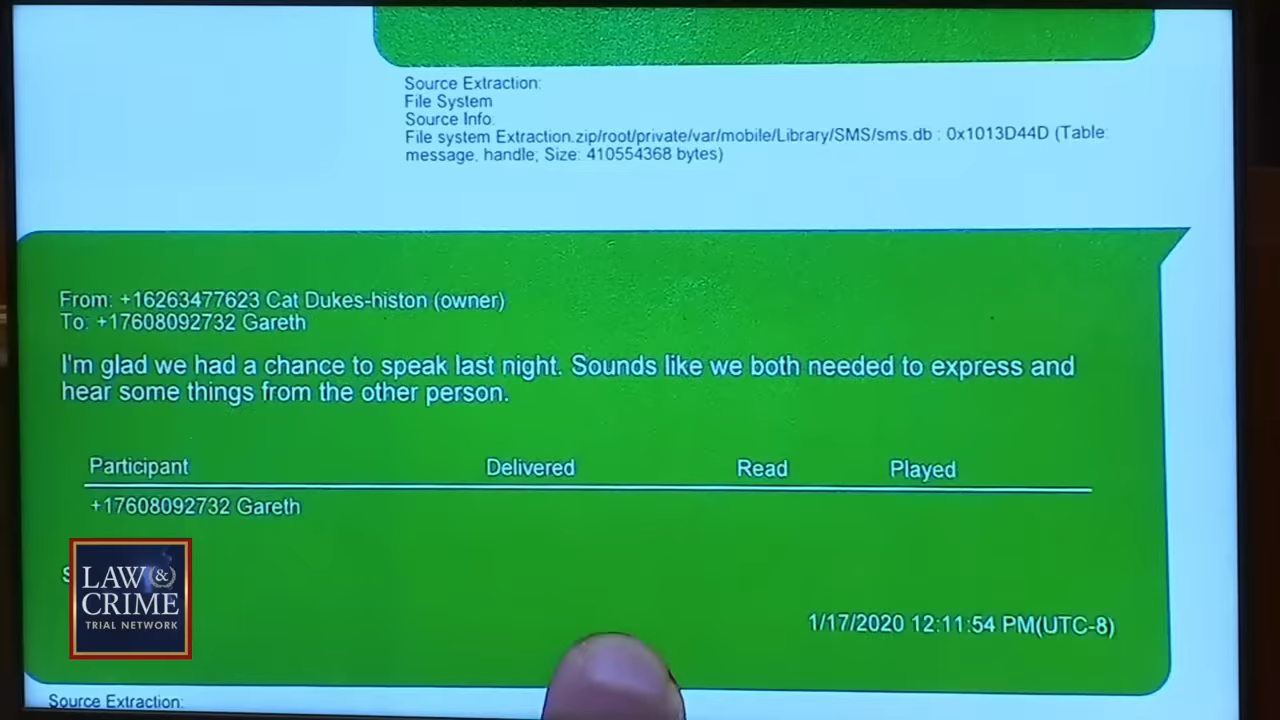 Source Extraction:
File System
Source Info:
File system Extraction.zip/root/private/var/mobile/Library/SMS/sms.db : 0x1013D44D (Table:
message, handle; Size: 410554368 bytes)
From: +16263477623 Cat Dukes-histon (owner)
To: +17608092732 Gareth
I'm glad we had a chance to speak last night. Sounds like we both needed to express and
hear some things from the other person.
Participant Delivered Read Played
+17608092732 Gareth
LAW &
CRIME
TRIAL NETWORK
1/17/2020 12:11:54 PM(UTC-8)
Source Extraction: